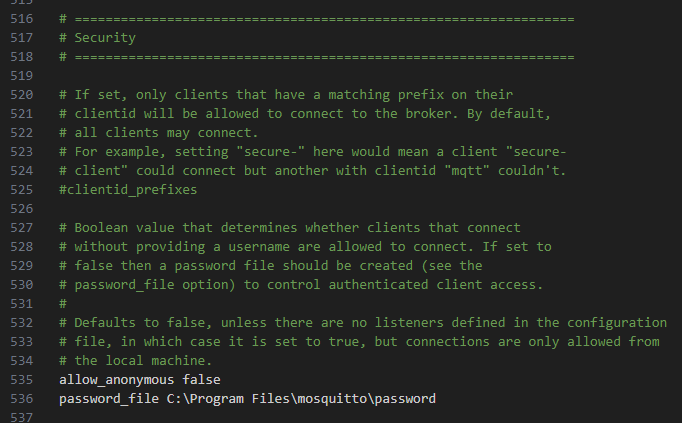 516 # =================================================================
517 # Security
518 # =================================================================
519
520 # If set, only clients that have a matching prefix on their
521 # clientid will be allowed to connect to the broker. By default,
522 # all clients may connect.
523 # For example, setting "secure-" here would mean a client "secure-
524 # client" could connect but another with clientid "mqtt" couldn't.
525 #clientid_prefixes
526
527 # Boolean value that determines whether clients that connect
528 # without providing a username are allowed to connect. If set to
529 # false then a password file should be created (see the
530 # password_file option) to control authenticated client access.
531 #
532 # Defaults to false, unless there are no listeners defined in the configuration
533 # file, in which case it is set to true, but connections are only allowed from
534 # the local machine.
535 allow_anonymous false
536 password_file C:\Program Files\mosquitto\password
537